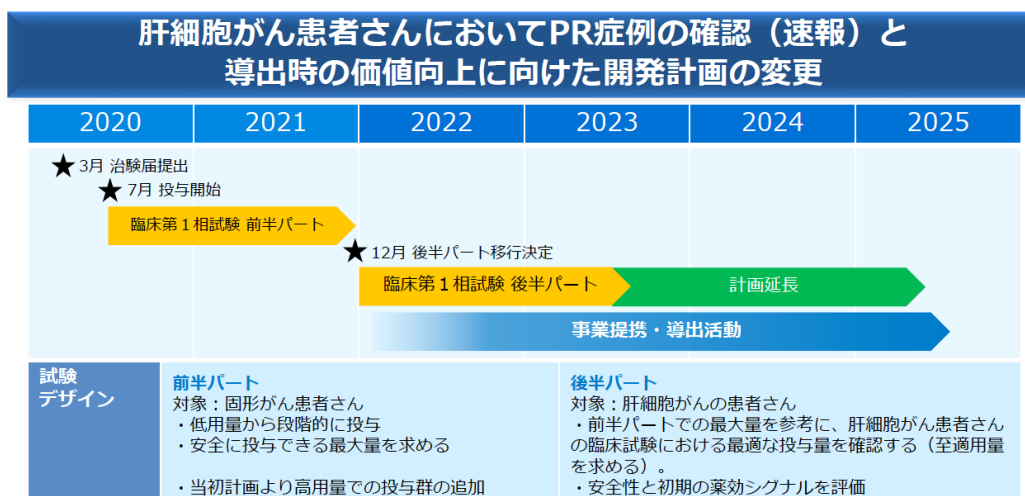 肝細胞がん患者さんにおいてPR症例の確認（速報）と
導出時の価値向上に向けた開発計画の変更
2020 2021 2022 2023 2024 2025
★ 3月 治験届提出
★ 7月 投与開始
臨床第１相試験 前半パート
★ 12月 後半パート移行決定
臨床第１相試験 後半パート 計画延長
事業提携・導出活動
試験
デザイン
前半パート
対象：固形がん患者さん
・低用量から段階的に投与
・安全に投与できる最大量を求める
・当初計画より高用量での投与群の追加
後半パート
対象：肝細胞がんの患者さん
・前半パートでの最大量を参考に、肝細胞がん患者さん
の臨床試験における最適な投与量を確認する（至適用量
を求める）。
・安全性と初期の薬効シグナルを評価